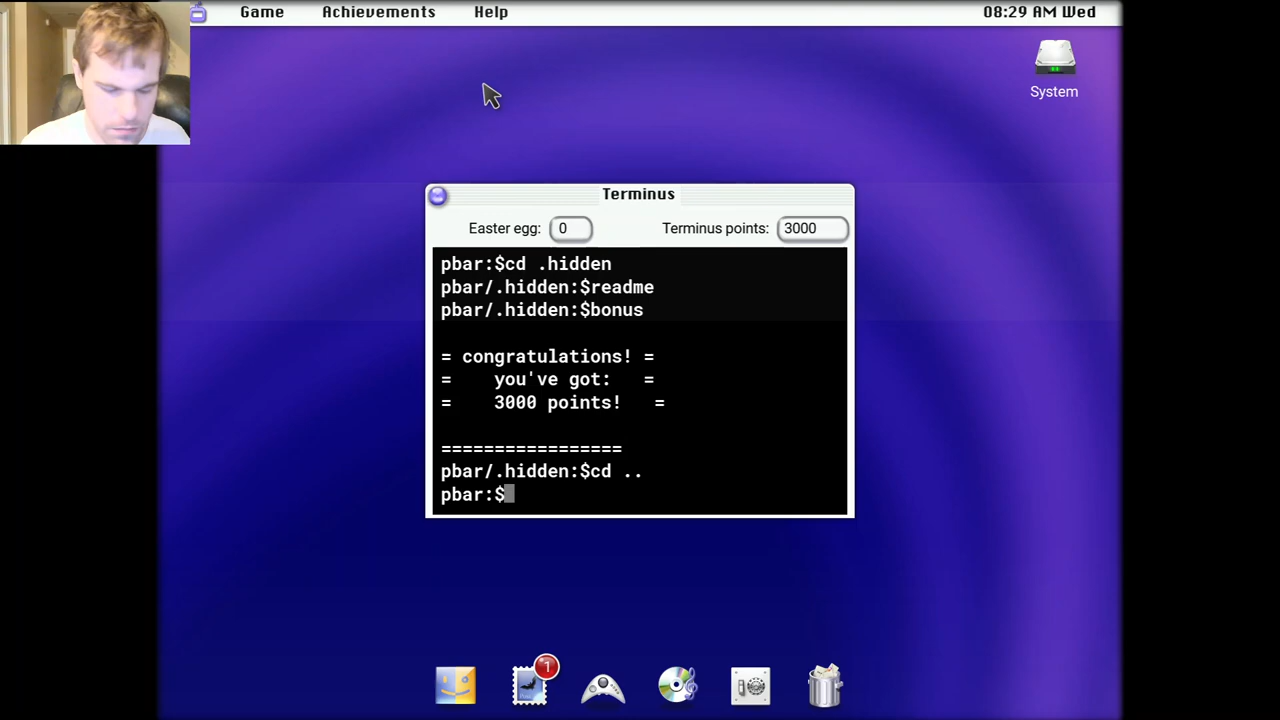 Game Achievements Help 08:29 AM Wed
System
Terminus
Easter egg: 0 Terminus points: 3000
pbar:$cd .hidden
pbar/.hidden:$readme
pbar/.hidden:$bonus
= congratulations! =
= you've got: =
= 3000 points! =
=================
pbar/.hidden:$cd ..
pbar:$
1